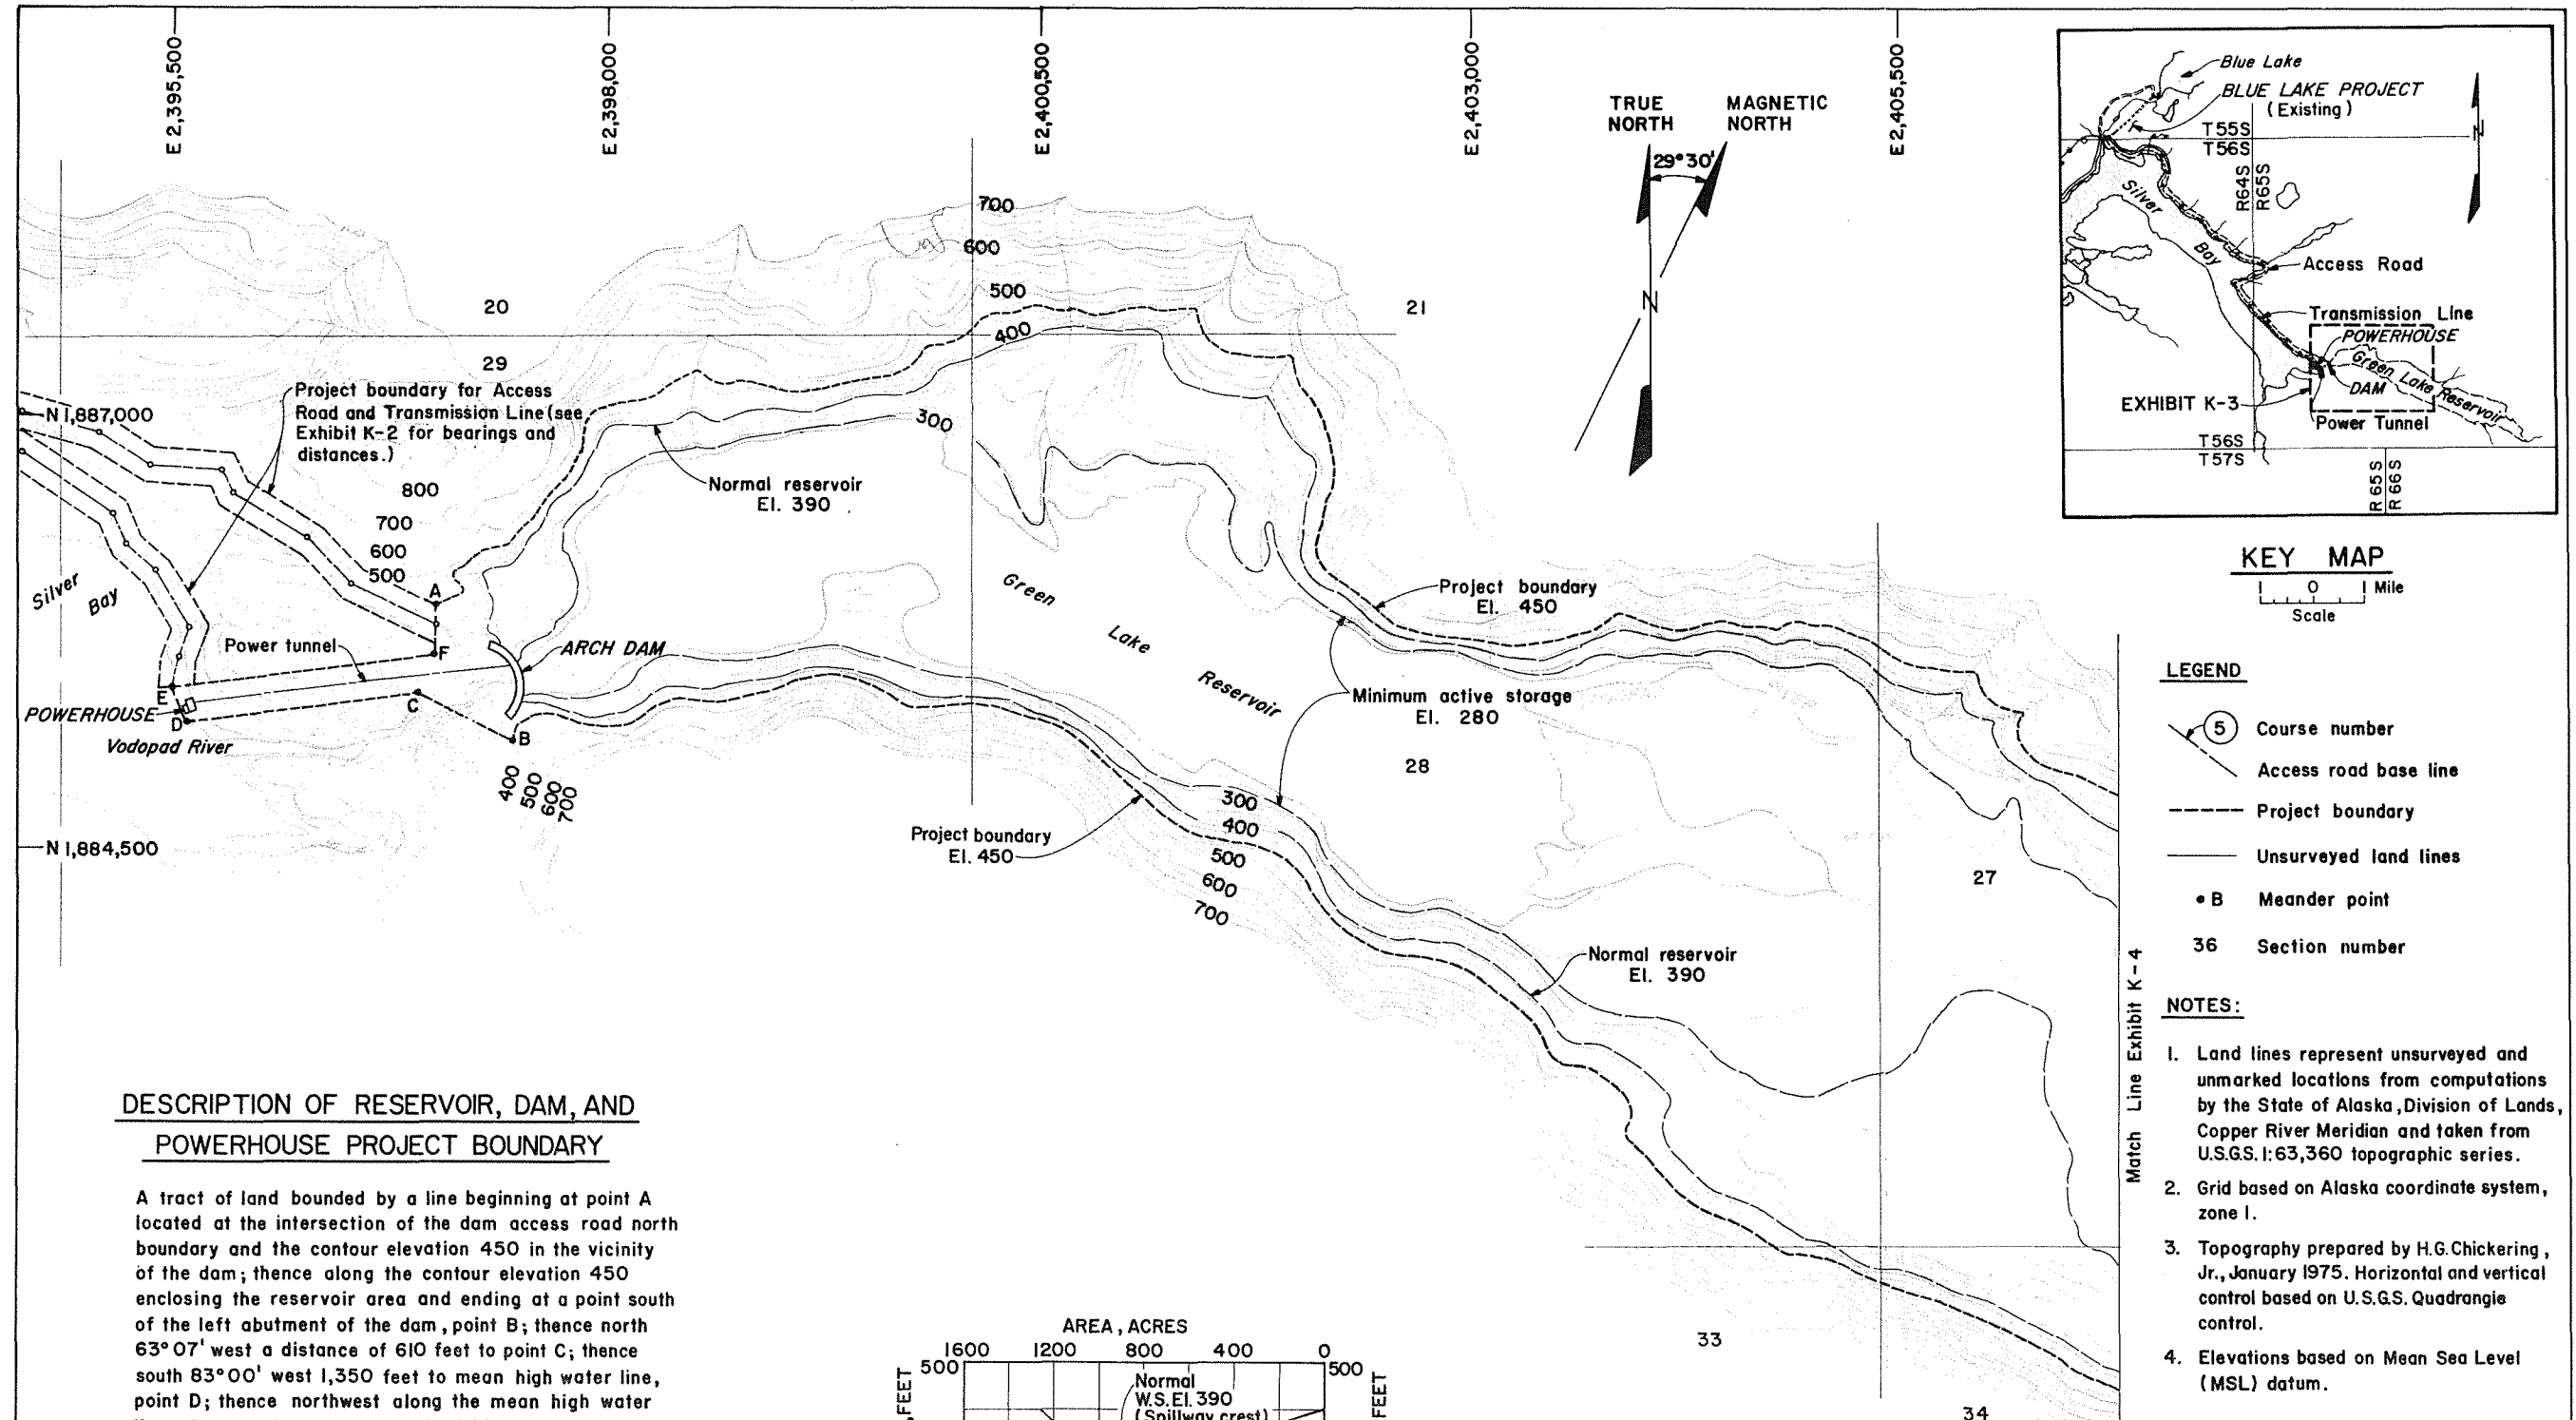 E 2,395,500
E 2,398,000
E 2,400,500
E 2,403,000
E 2,405,500
TRUE
NORTH
MAGNETIC
NORTH
29°30'
N
Blue Lake
BLUE LAKE PROJECT
(Existing)
T55S
T56S
R64S
R65S
N
Silver
Bay
Access Road
Transmission Line
POWERHOUSE
Green Lake Reservoir
DAM
EXHIBIT K-3
Power Tunnel
T56S
T57S
R65S
R66S
KEY MAP
1 0 1 Mile
Scale
700
600
500
400
300
20
21
29
N 1,887,000
Project boundary for Access
Road and Transmission Line (see
Exhibit K-2 for bearings and
distances.)
800
700
600
500
Normal reservoir
El. 390
Silver
Bay
A
F
Power tunnel
ARCH DAM
E
POWERHOUSE
D
C
B
Vodopad River
400
500
600
700
Green
Lake
Reservoir
Project boundary
El. 450
Minimum active storage
El. 280
28
27
N 1,884,500
Project boundary
El. 450
300
400
500
600
700
Normal reservoir
El. 390
33
34
Match Line Exhibit K-4
LEGEND
5 Course number
Access road base line
Project boundary
Unsurveyed land lines
• B Meander point
36 Section number
NOTES:
1. Land lines represent unsurveyed and
unmarked locations from computations
by the State of Alaska, Division of Lands,
Copper River Meridian and taken from
U.S.G.S. 1:63,360 topographic series.
2. Grid based on Alaska coordinate system,
zone 1.
3. Topography prepared by H.G. Chickering,
Jr., January 1975. Horizontal and vertical
control based on U.S.G.S. Quadrangle
control.
4. Elevations based on Mean Sea Level
(MSL) datum.
DESCRIPTION OF RESERVOIR, DAM, AND
POWERHOUSE PROJECT BOUNDARY
A tract of land bounded by a line beginning at point A
located at the intersection of the dam access road north
boundary and the contour elevation 450 in the vicinity
of the dam; thence along the contour elevation 450
enclosing the reservoir area and ending at a point south
of the left abutment of the dam, point B; thence north
63°07' west a distance of 610 feet to point C; thence
south 83°00' west 1,350 feet to mean high water line,
point D; thence northwest along the mean high water
AREA, ACRES
1600 1200 800 400 0
500 500
FEET
FEET
Normal
W.S. El. 390
(Spillway crest)